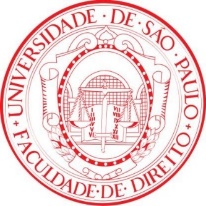 UNIVERSIDADE · DE · SÃO · PAULO
FACULDADE · DE · DIREITO